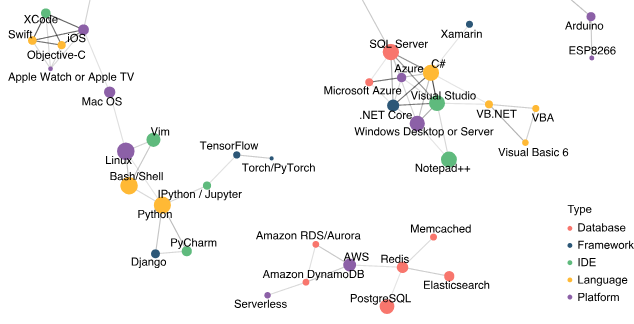 XCode
Swift
iOS
Objective-C
Apple Watch or Apple TV
Mac OS
Vim
Linux
Bash/Shell
IPython / Jupyter
Python
PyCharm
Django
TensorFlow
Torch/PyTorch
Xamarin
SQL Server
C#
Azure
Microsoft Azure
Visual Studio
.NET Core
Windows Desktop or Server
VB.NET
VBA
Visual Basic 6
Notepad++
Arduino
ESP8266
Amazon RDS/Aurora
AWS
Amazon DynamoDB
Serverless
Redis
Memcached
Elasticsearch
PostgreSQL
Type
Database
Framework
IDE
Language
Platform